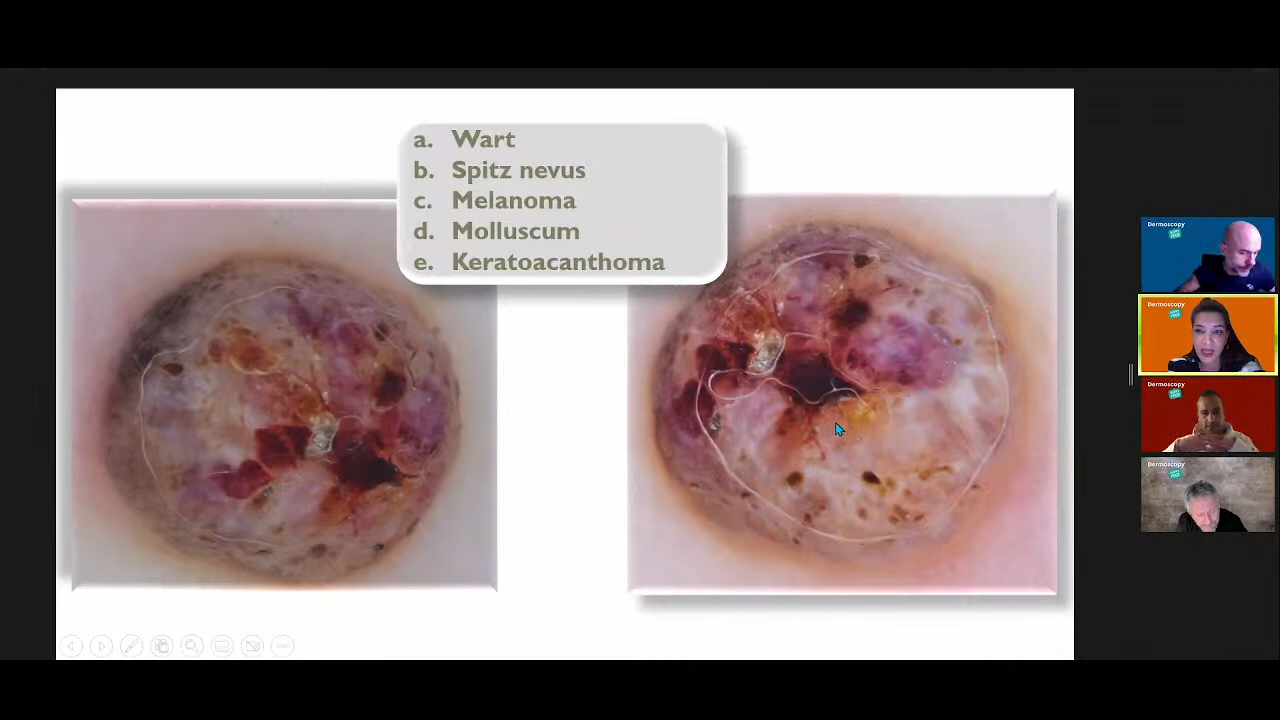 a. Wart
b. Spitz nevus
c. Melanoma
d. Molluscum
e. Keratoacanthoma
Dermoscopy
Dermoscopy
Dermoscopy
Dermoscopy